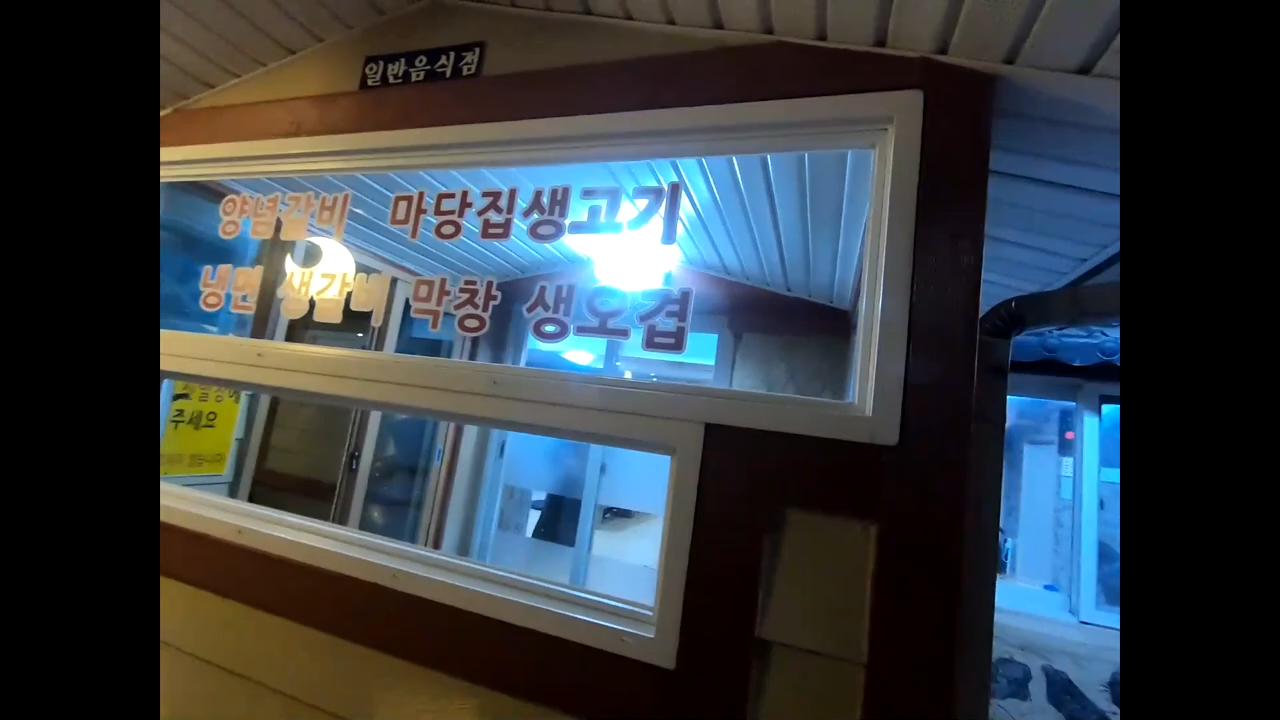 일반음식점
양념갈비 마당집생고기
냉면 생갈비 막창 생오겹
주세요